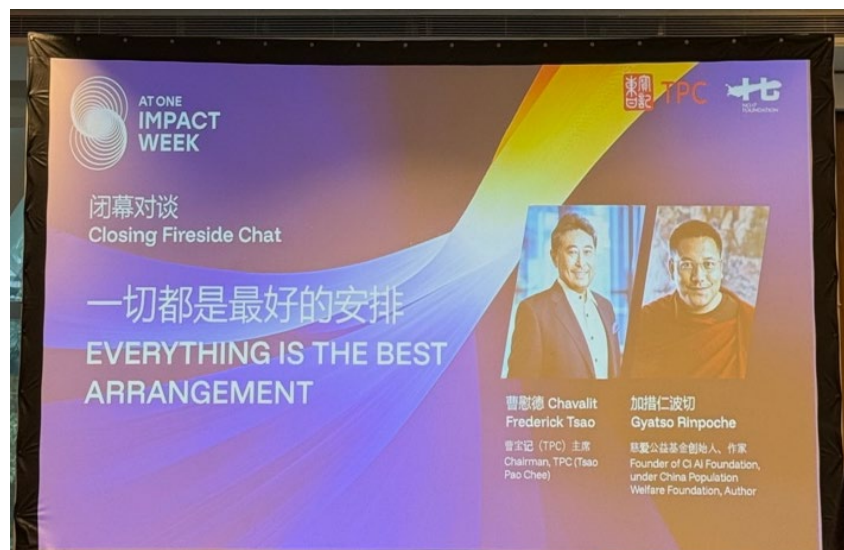 AT ONE
IMPACT
WEEK
TPC
闭幕对谈
Closing Fireside Chat
一切都是最好的安排
EVERYTHING IS THE BEST
ARRANGEMENT
曹慰德 Chavalit
Frederick Tsao
曹宝记（TPC）主席
Chairman, TPC (Tsao
Pao Chee)
加措仁波切
Gyatso Rinpoche
慈爱公益基金创始人、作家
Founder of Ci Ai Foundation,
under China Population
Welfare Foundation, Author